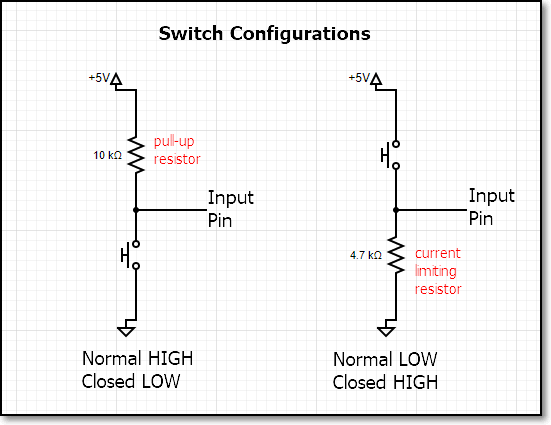 Switch Configurations
+5V
10 kΩ
pull-up
resistor
Input
Pin
Normal HIGH
Closed LOW
+5V
Input
Pin
4.7 kΩ
current
limiting
resistor
Normal LOW
Closed HIGH